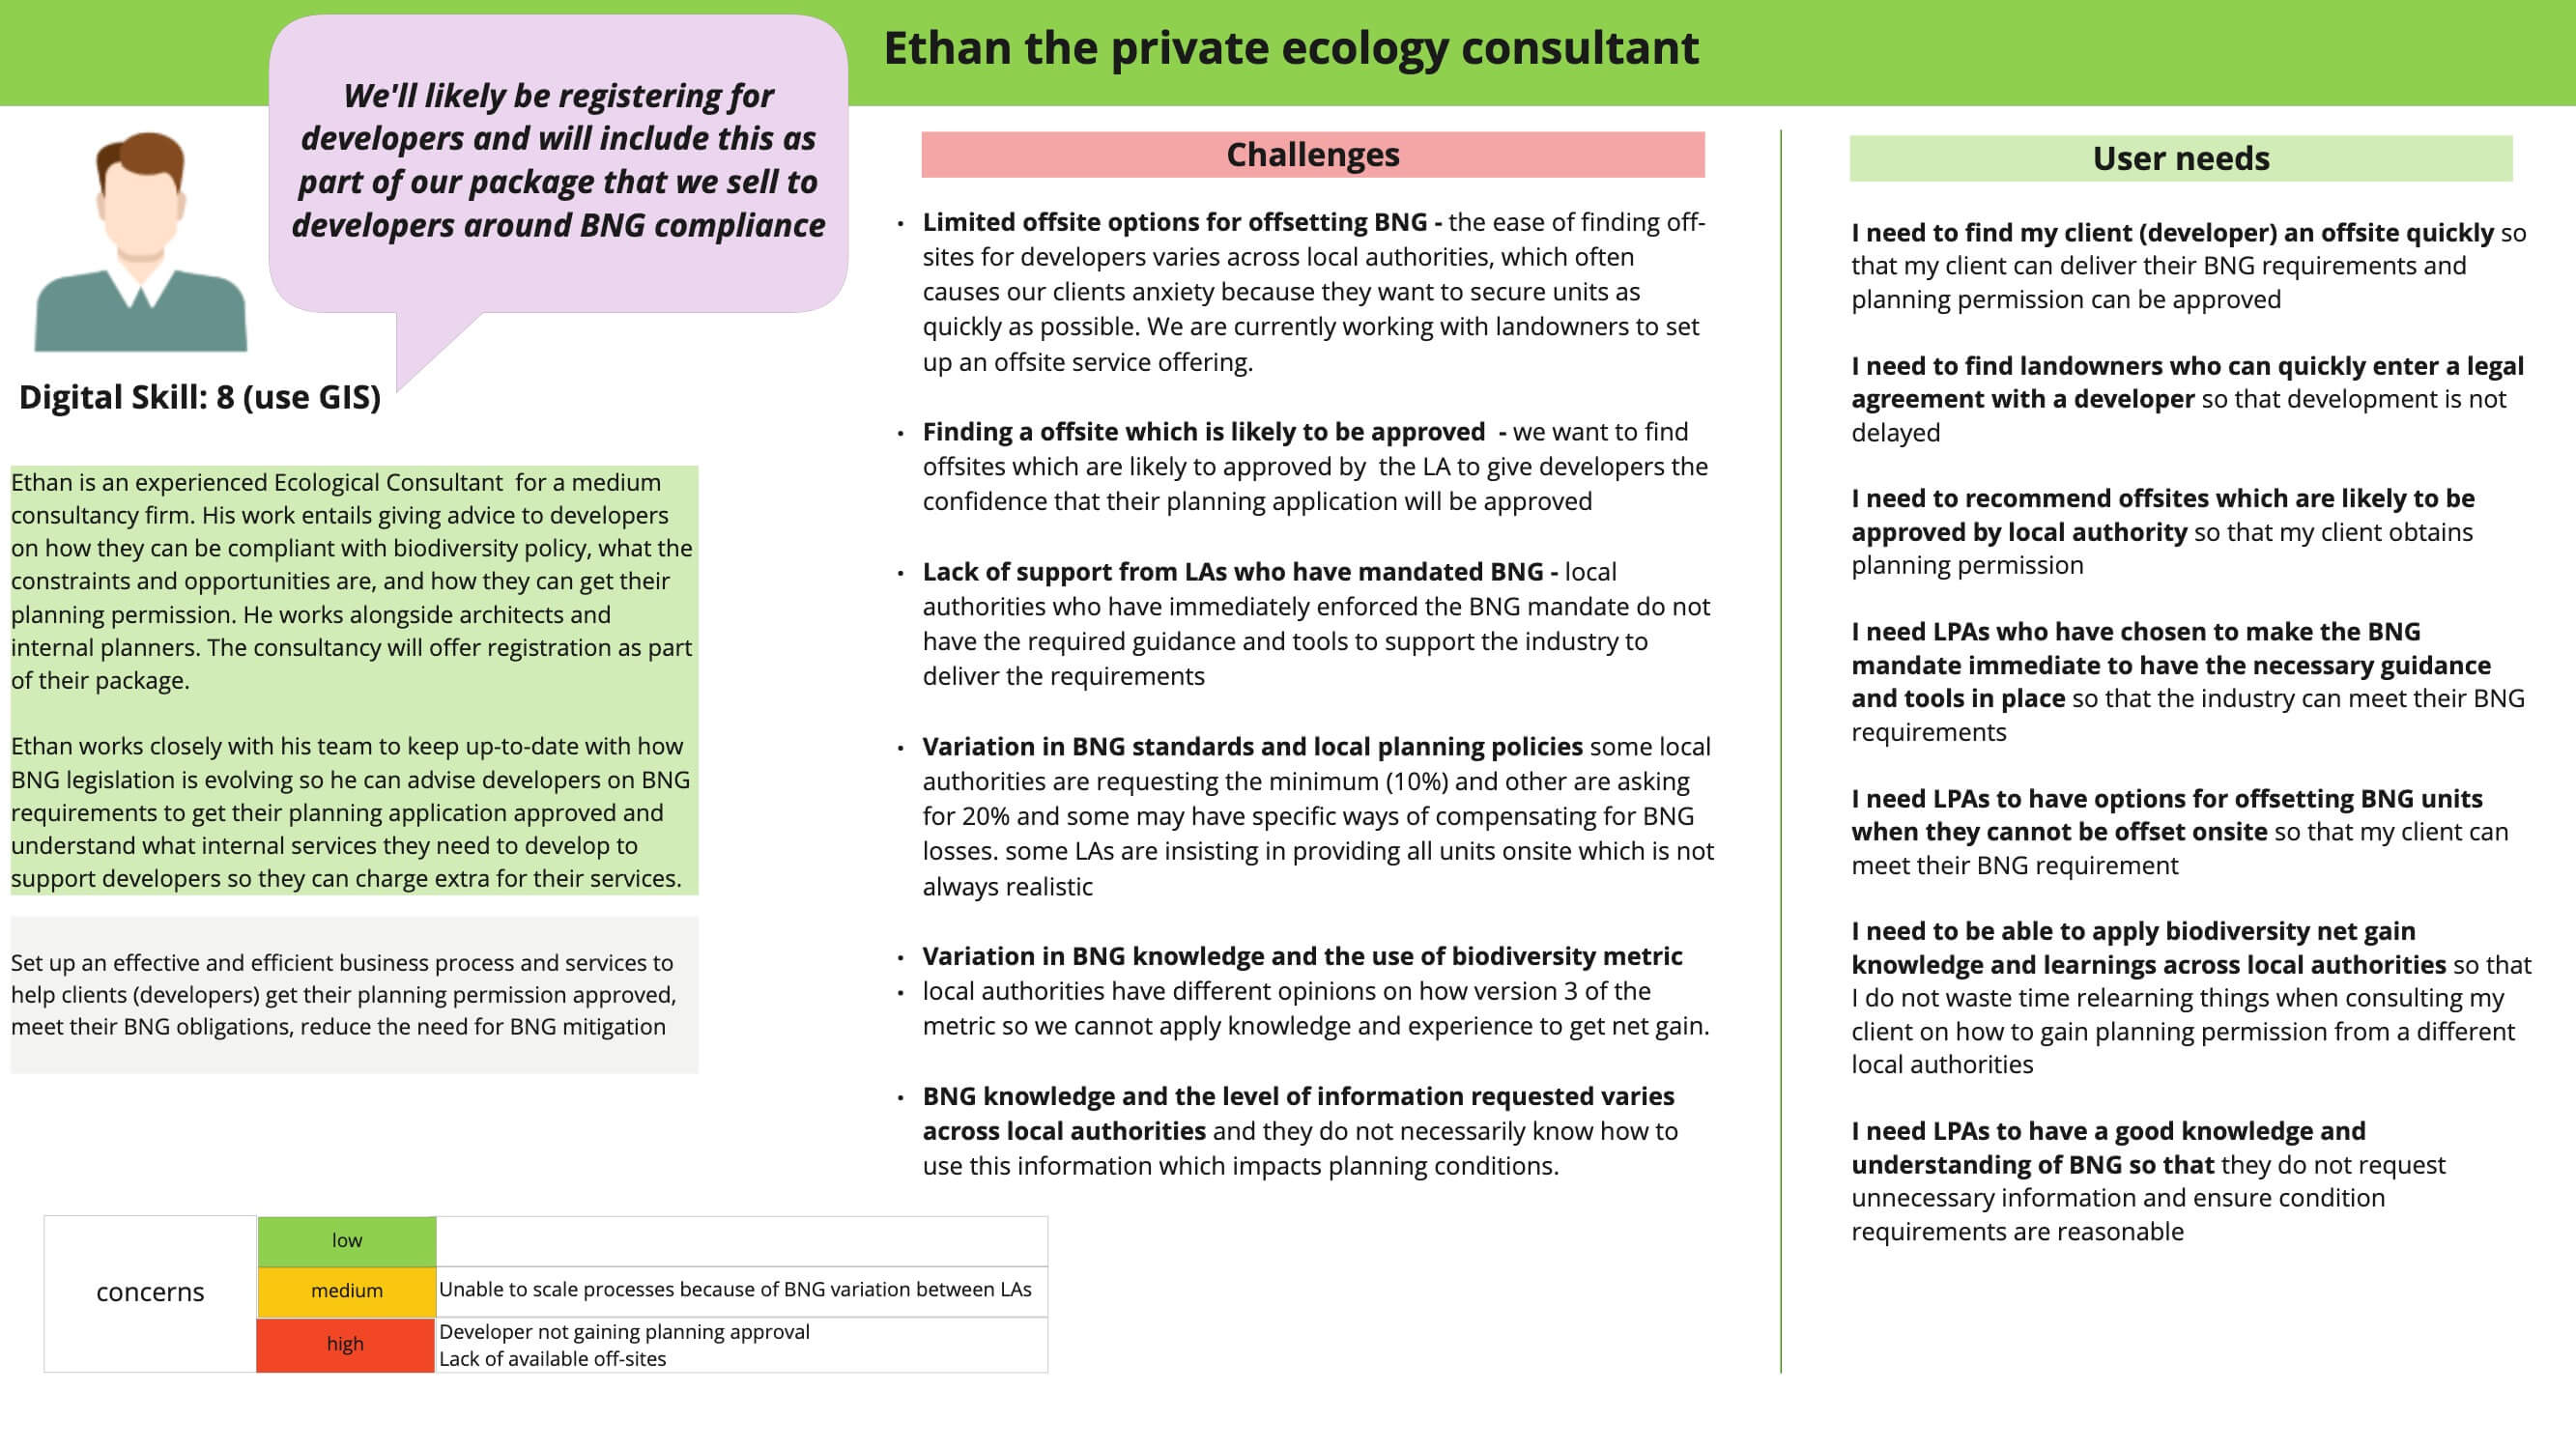 Ethan the private ecology consultant
We'll likely be registering for
developers and will include this as
part of our package that we sell to
developers around BNG compliance
Digital Skill: 8 (use GIS)
Ethan is an experienced Ecological Consultant  for a medium
consultancy firm. His work entails giving advice to developers
on how they can be compliant with biodiversity policy, what the
constraints and opportunities are, and how they can get their
planning permission. He works alongside architects and
internal planners. The consultancy will offer registration as part
of their package.
Ethan works closely with his team to keep up-to-date with how
BNG legislation is evolving so he can advise developers on BNG
requirements to get their planning application approved and
understand what internal services they need to develop to
support developers so they can charge extra for their services.
Set up an effective and efficient business process and services to
help clients (developers) get their planning permission approved,
meet their BNG obligations, reduce the need for BNG mitigation
Challenges
• Limited offsite options for offsetting BNG - the ease of finding off-
sites for developers varies across local authorities, which often
causes our clients anxiety because they want to secure units as
quickly as possible. We are currently working with landowners to set
up an offsite service offering.
• Finding a offsite which is likely to be approved  - we want to find
offsites which are likely to approved by  the LA to give developers the
confidence that their planning application will be approved
• Lack of support from LAs who have mandated BNG - local
authorities who have immediately enforced the BNG mandate do not
have the required guidance and tools to support the industry to
deliver the requirements
• Variation in BNG standards and local planning policies some local
authorities are requesting the minimum (10%) and other are asking
for 20% and some may have specific ways of compensating for BNG
losses. some LAs are insisting in providing all units onsite which is not
always realistic
• Variation in BNG knowledge and the use of biodiversity metric
• local authorities have different opinions on how version 3 of the
metric so we cannot apply knowledge and experience to get net gain.
• BNG knowledge and the level of information requested varies
across local authorities and they do not necessarily know how to
use this information which impacts planning conditions.
User needs
I need to find my client (developer) an offsite quickly so
that my client can deliver their BNG requirements and
planning permission can be approved
I need to find landowners who can quickly enter a legal
agreement with a developer so that development is not
delayed
I need to recommend offsites which are likely to be
approved by local authority so that my client obtains
planning permission
I need LPAs who have chosen to make the BNG
mandate immediate to have the necessary guidance
and tools in place so that the industry can meet their BNG
requirements
I need LPAs to have options for offsetting BNG units
when they cannot be offset onsite so that my client can
meet their BNG requirement
I need to be able to apply biodiversity net gain
knowledge and learnings across local authorities so that
I do not waste time relearning things when consulting my
client on how to gain planning permission from a different
local authorities
I need LPAs to have a good knowledge and
understanding of BNG so that they do not request
unnecessary information and ensure condition
requirements are reasonable
concerns
low
medium
Unable to scale processes because of BNG variation between LAs
high
Developer not gaining planning approval
Lack of available off-sites